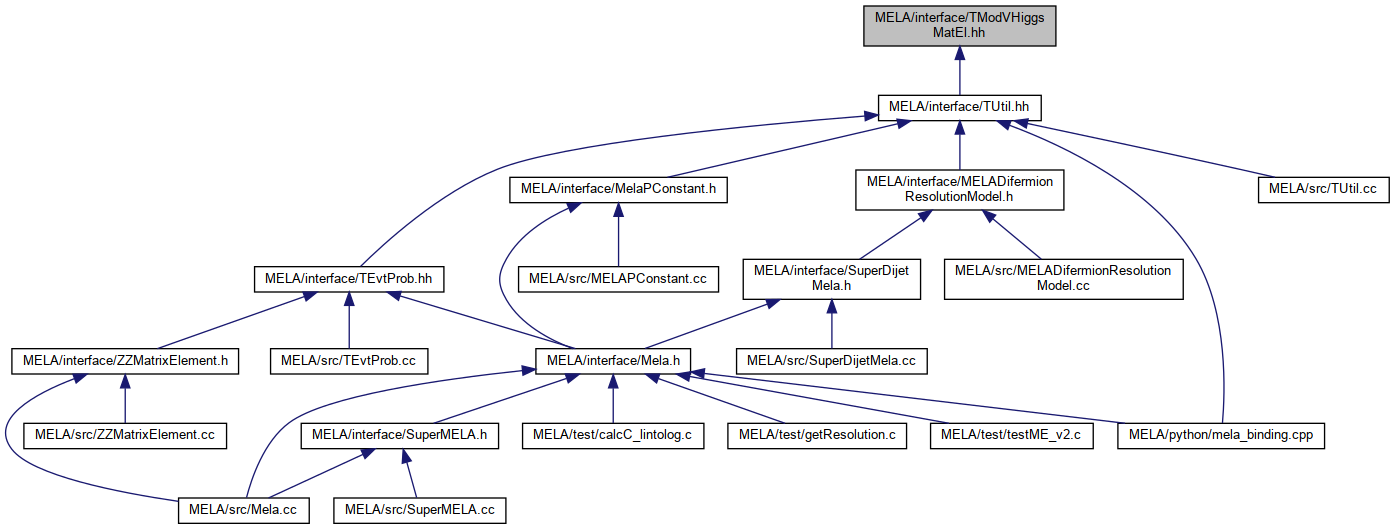 MELA/interface/TModVHiggs
MatEl.hh
MELA/interface/TUtil.hh
MELA/interface/MelaPConstant.h
MELA/interface/MELADifermion
ResolutionModel.h
MELA/src/TUtil.cc
MELA/interface/TEvtProb.hh
MELA/src/MELAPConstant.cc
MELA/interface/SuperDijet
Mela.h
MELA/src/MELADifermionResolution
Model.cc
MELA/interface/ZZMatrixElement.h
MELA/src/TEvtProb.cc
MELA/interface/Mela.h
MELA/src/SuperDijetMela.cc
MELA/src/ZZMatrixElement.cc
MELA/interface/SuperMELA.h
MELA/test/calcC_lintolog.c
MELA/test/getResolution.c
MELA/test/testME_v2.c
MELA/python/mela_binding.cpp
MELA/src/Mela.cc
MELA/src/SuperMELA.cc